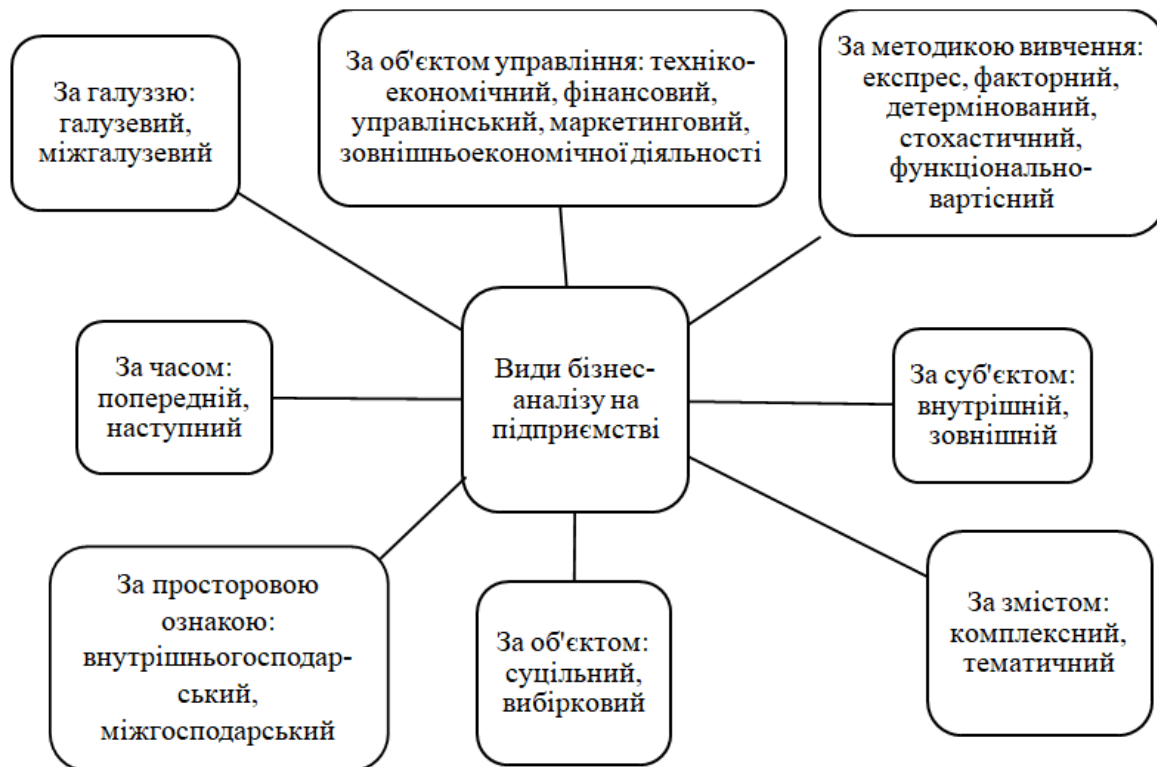 За галуззю:
галузевий,
міжгалузевий
За об'єктом управління: техніко-
економічний, фінансовий,
управлінський, маркетинговий,
зовнішньоекономічної діяльності
За методикою вивчення:
експрес, факторний,
детермінований,
стохастичний,
функціонально-
вартісний
За часом:
попередній,
наступний
Види бізнес-
аналізу на
підприємстві
За суб'єктом:
внутрішній,
зовнішній
За просторовою
ознакою:
внутрішньогосподар-
ський,
міжгосподарський
За об'єктом:
суцільний,
вибірковий
За змістом:
комплексний,
тематичний